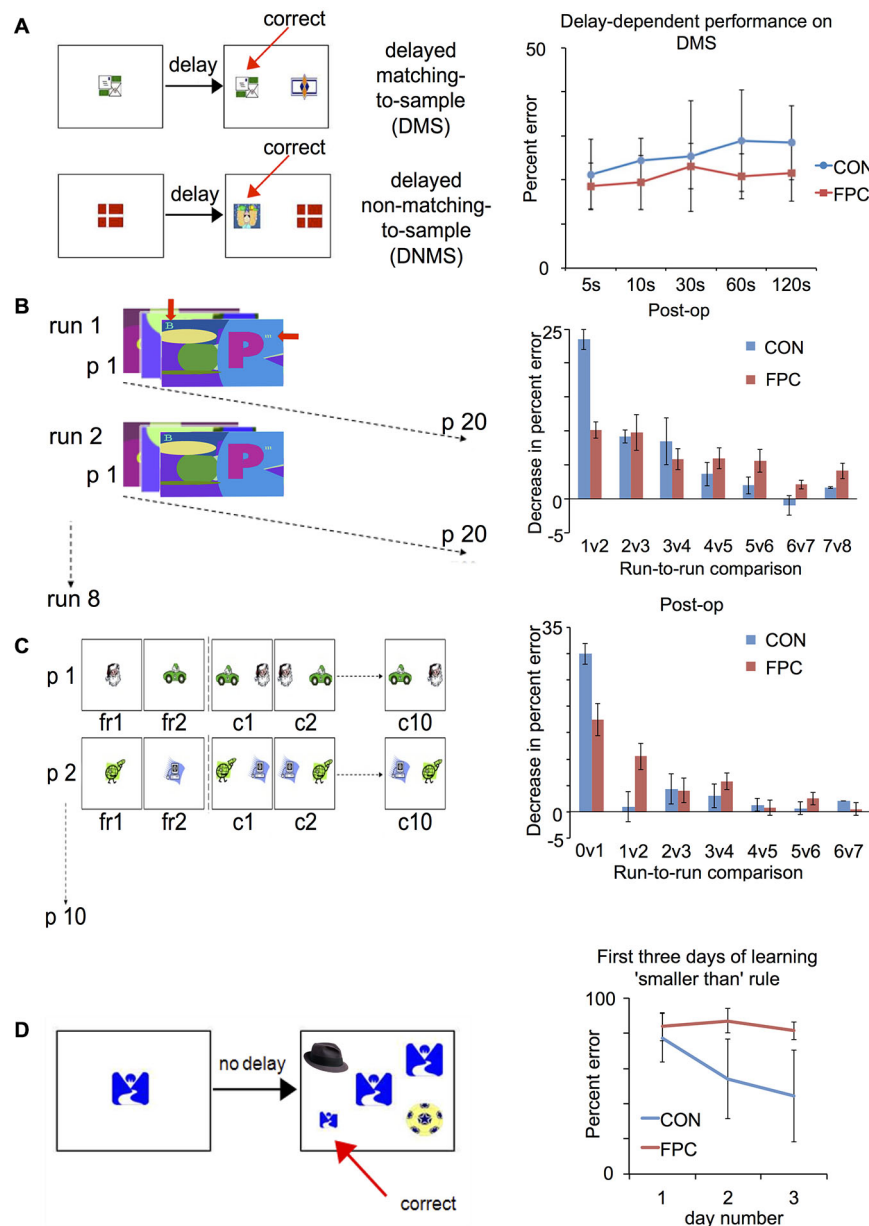 A
correct
delay
delayed
matching-
to-sample
(DMS)
correct
delay
delayed
non-matching-
to-sample
(DNMS)
Delay-dependent performance on
DMS
50
Percent error
0
CON
FPC
5s 10s 30s 60s 120s
Post-op
B
run 1
p 1
B
P
p 20
run 2
p 1
B
P
p 20
run 8
25
CON
FPC
Decrease in percent error
0
-5
1v2 2v3 3v4 4v5 5v6 6v7 7v8
Run-to-run comparison
C
p 1
fr1 fr2 c1 c2 c10
p 2
fr1 fr2 c1 c2 c10
p 10
Post-op
35
CON
FPC
Decrease in percent error
0
-5
0v1 1v2 2v3 3v4 4v5 5v6 6v7
Run-to-run comparison
D
no delay
correct
First three days of learning
'smaller than' rule
100
Percent error
CON
FPC
0
1 2 3
day number